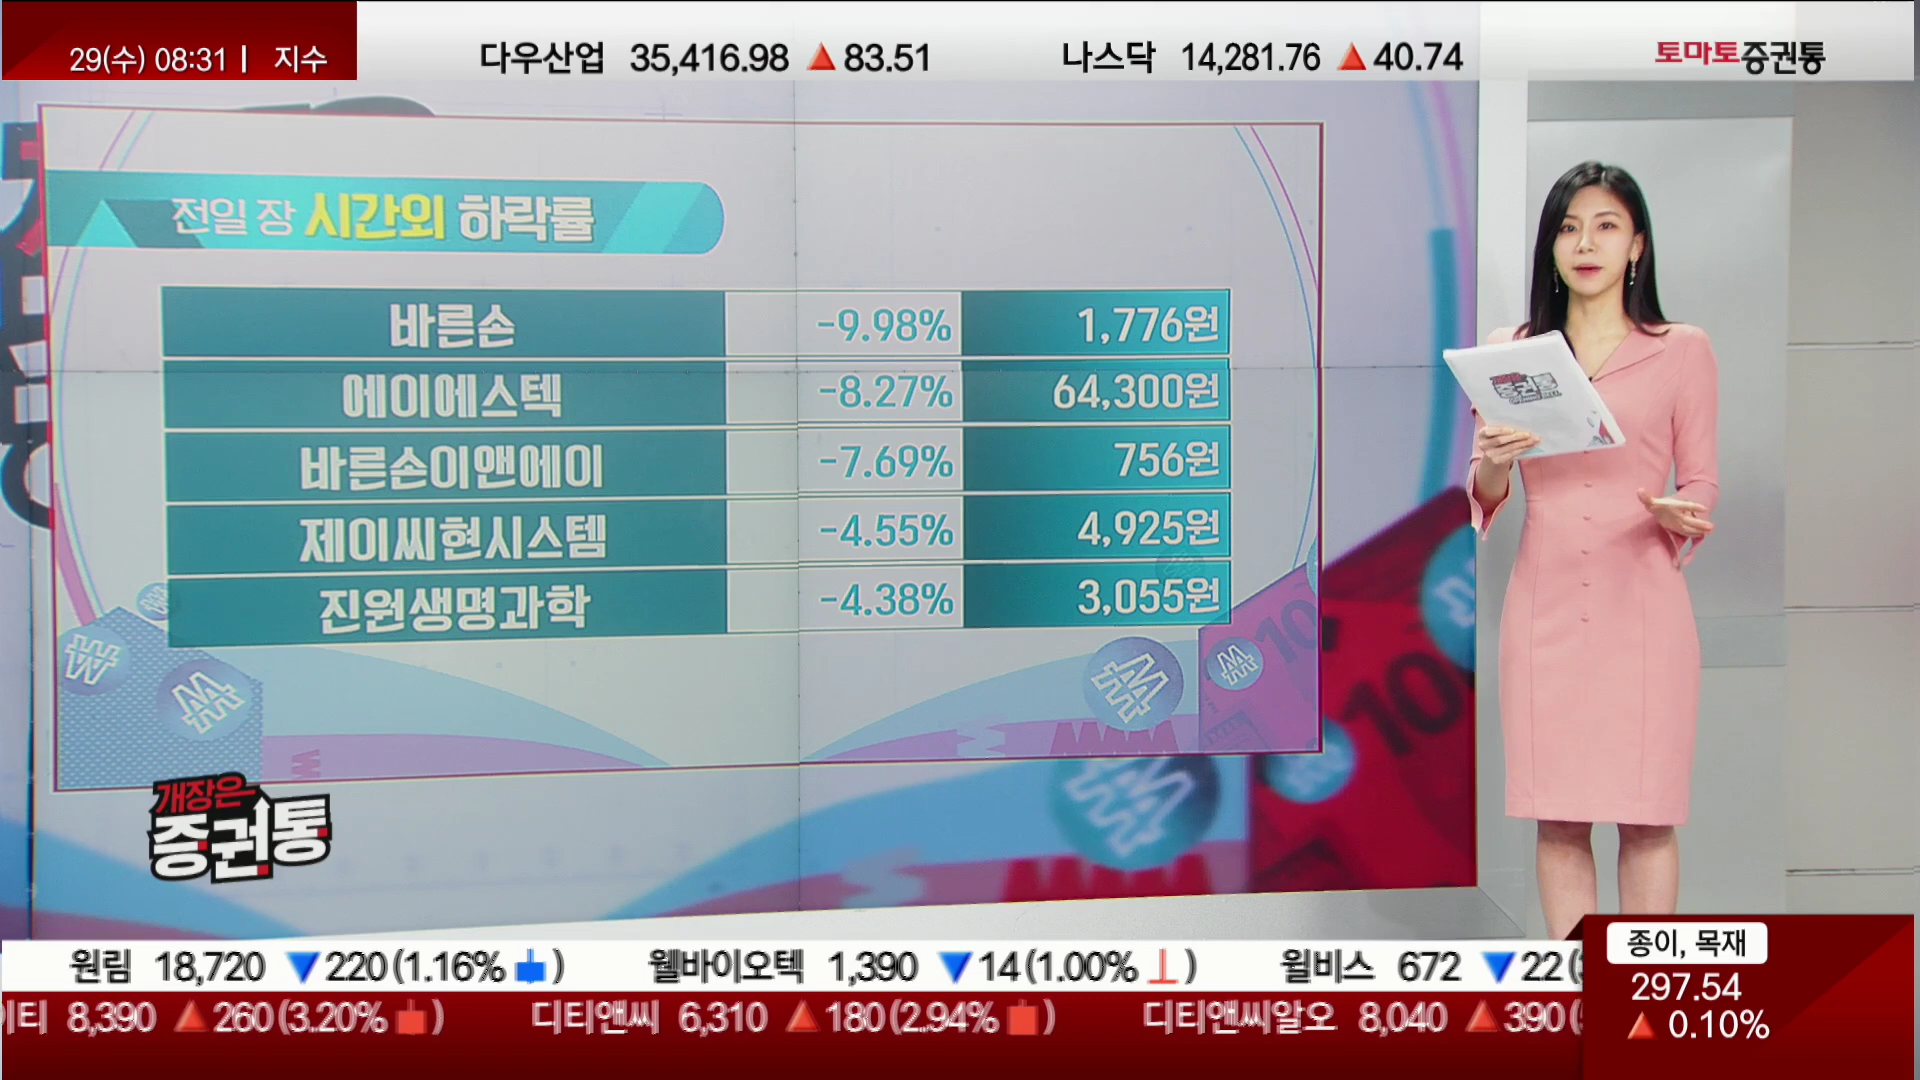 29(수) 08:31 | 지수
다우산업 35,416.98 ▲ 83.51
나스닥 14,281.76 ▲ 40.74
토마토증권통
전일 장 시간외 하락률
바른손 -9.98% 1,776원
에이에스텍 -8.27% 64,300원
바른손이앤에이 -7.69% 756원
제이씨현시스템 -4.55% 4,925원
진원생명과학 -4.38% 3,055원
개장은
증권통
원림 18,720 ▼220(1.16%) 웰바이오텍 1,390 ▼14(1.00%) 윌비스 672 ▼22
8,390 ▲260(3.20%) 디티앤씨 6,310 ▲180(2.94%) 디티앤씨알오 8,040 ▲390
종이, 목재
297.54
▲ 0.10%